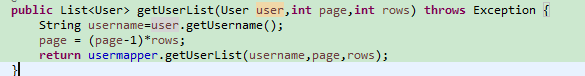 public List<User> getUserList(User user,int page,int rows) throws Exception {
String username=user.getUsername();
page = (page-1)*rows;
return usermapper.getUserList(username,page,rows);
}